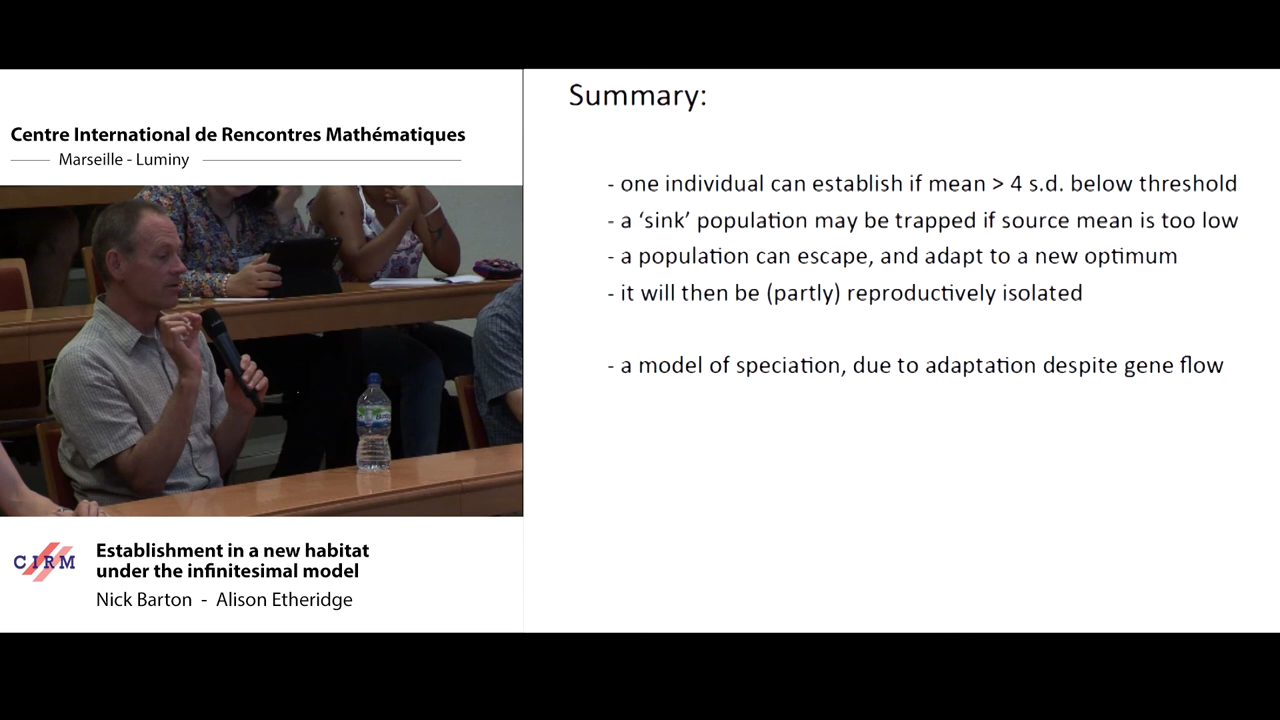 Centre International de Rencontres Mathématiques
Marseille - Luminy
Summary:
- one individual can establish if mean > 4 s.d. below threshold
- a ‘sink’ population may be trapped if source mean is too low
- a population can escape, and adapt to a new optimum
- it will then be (partly) reproductively isolated
- a model of speciation, due to adaptation despite gene flow
CIRM
Establishment in a new habitat
under the infinitesimal model
Nick Barton - Alison Etheridge